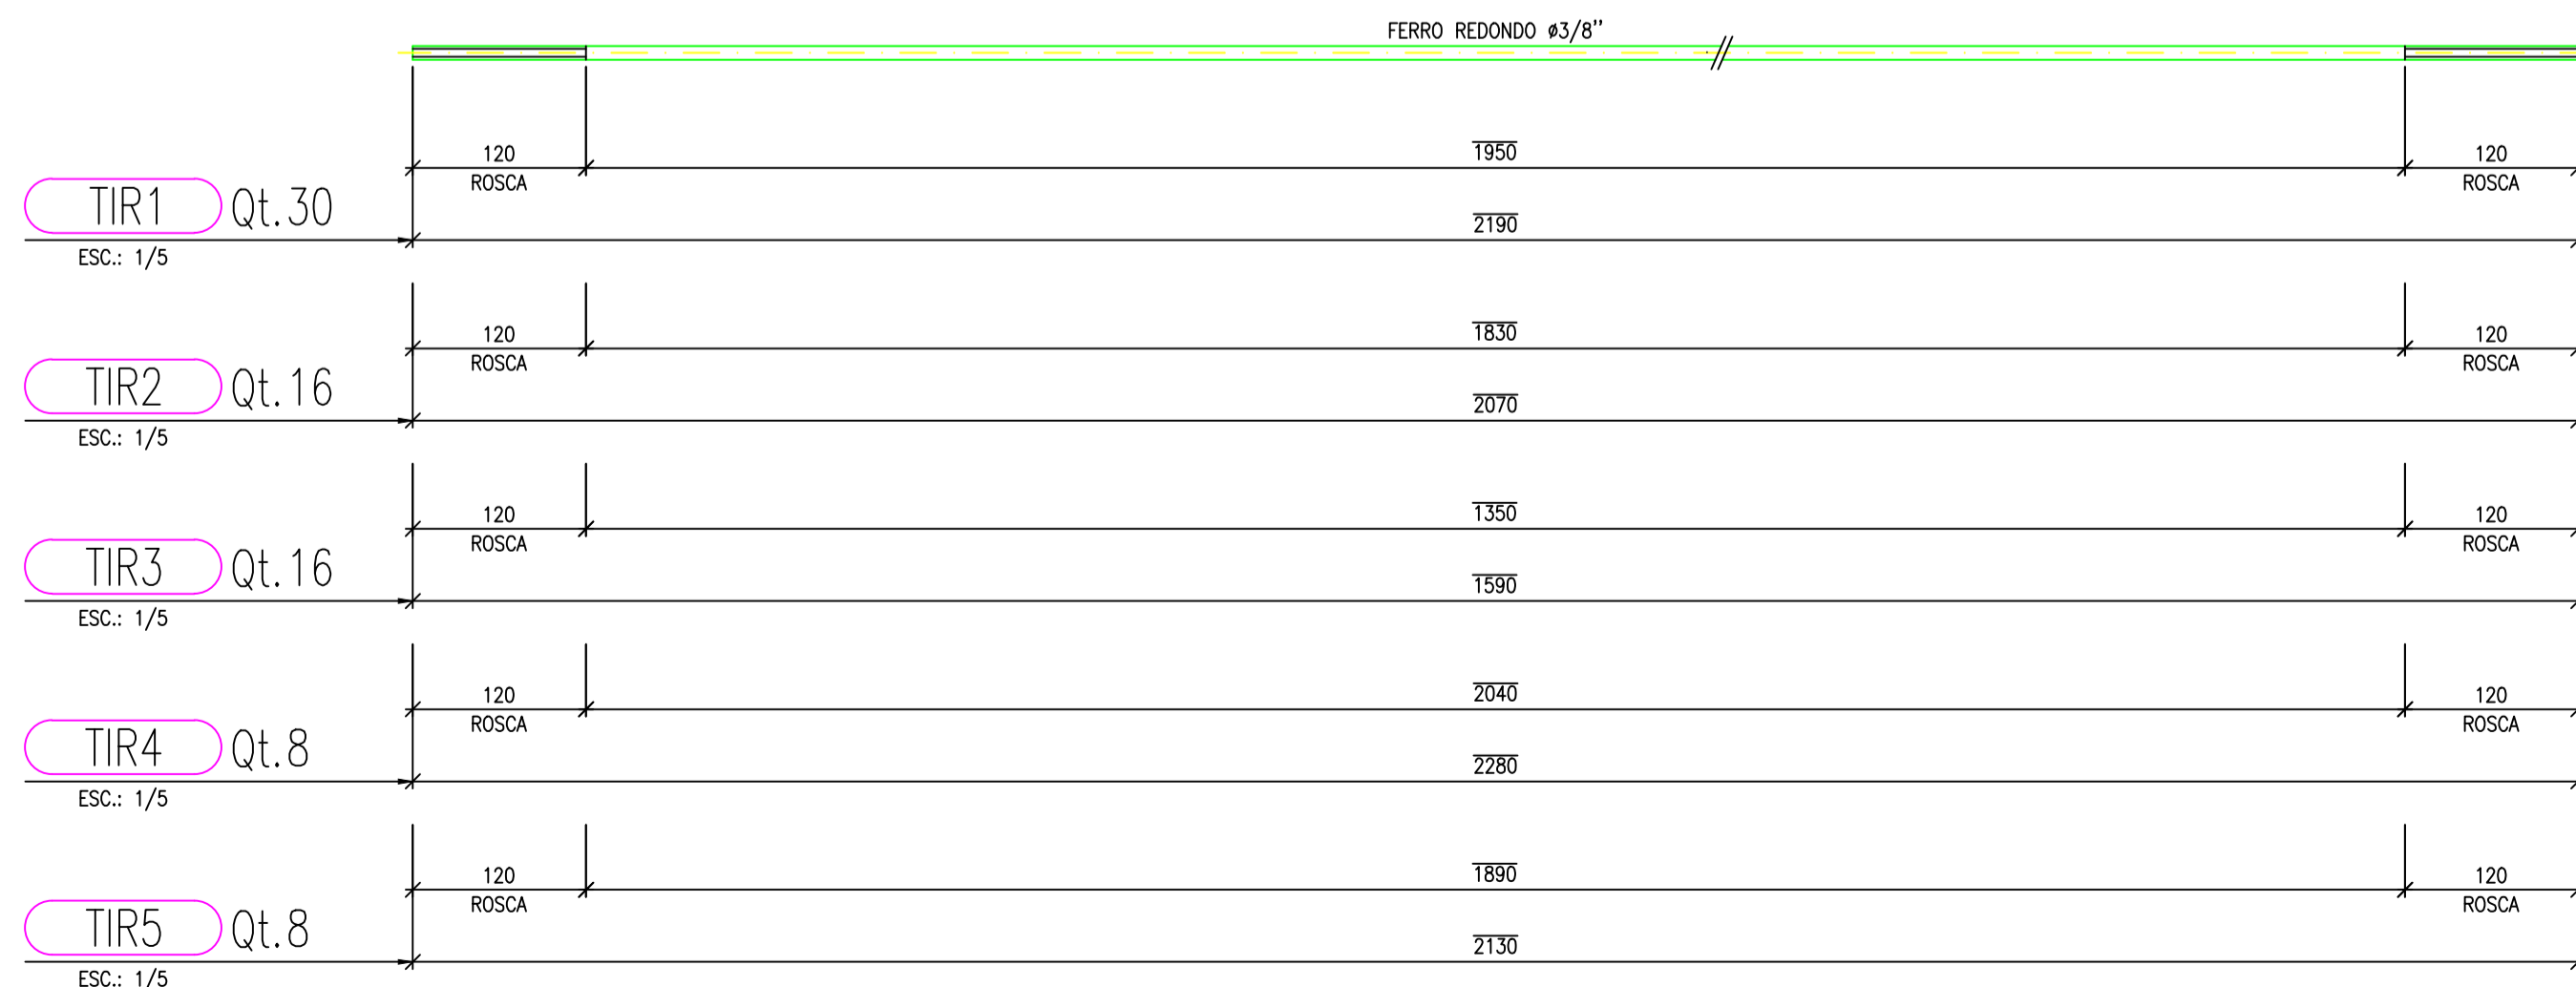 FERRO REDONDO ø3/8"
120 1950 120
ROSCA ROSCA
TIR1 Qt.30
2190
ESC.: 1/5
120 1830 120
ROSCA ROSCA
TIR2 Qt.16
2070
ESC.: 1/5
120 1350 120
ROSCA ROSCA
TIR3 Qt.16
1590
ESC.: 1/5
120 2040 120
ROSCA ROSCA
TIR4 Qt.8
2280
ESC.: 1/5
120 1890 120
ROSCA ROSCA
TIR5 Qt.8
2130
ESC.: 1/5